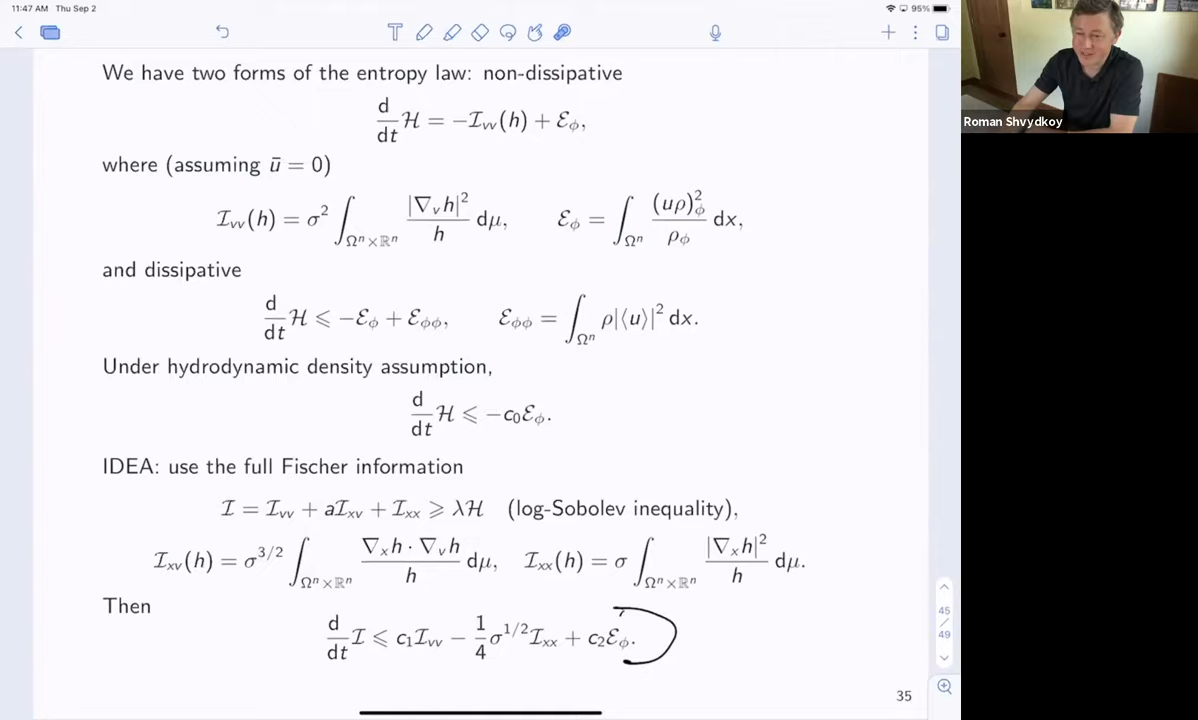 11:47 AM Thu Sep 2
95%
Roman Shvydkoy
We have two forms of the entropy law: non-dissipative
d/dt ℋ = −ℐ_vv(h) + ℰ_ϕ,
where (assuming ū = 0)
ℐ_vv(h) = σ² ∫_{Ωⁿ×ℝⁿ} |∇_v h|²/h dμ, ℰ_ϕ = ∫_{Ωⁿ} (uρ)²_ϕ/ρ_ϕ dx,
and dissipative
d/dt ℋ ⩽ −ℰ_ϕ + ℰ_ϕϕ, ℰ_ϕϕ = ∫_{Ωⁿ} ρ|⟨u⟩|² dx.
Under hydrodynamic density assumption,
d/dt ℋ ⩽ −c₀ℰ_ϕ.
IDEA: use the full Fischer information
ℐ = ℐ_vv + aℐ_xv + ℐ_xx ⩾ λℋ (log-Sobolev inequality),
ℐ_xv(h) = σ^{3/2} ∫_{Ωⁿ×ℝⁿ} ∇_x h · ∇_v h/h dμ, ℐ_xx(h) = σ ∫_{Ωⁿ×ℝⁿ} |∇_x h|²/h dμ.
Then
d/dt ℐ ⩽ c₁ℐ_vv − 1/4 σ^{1/2} ℐ_xx + c₂ℰ_ϕ.
45
/
49
35